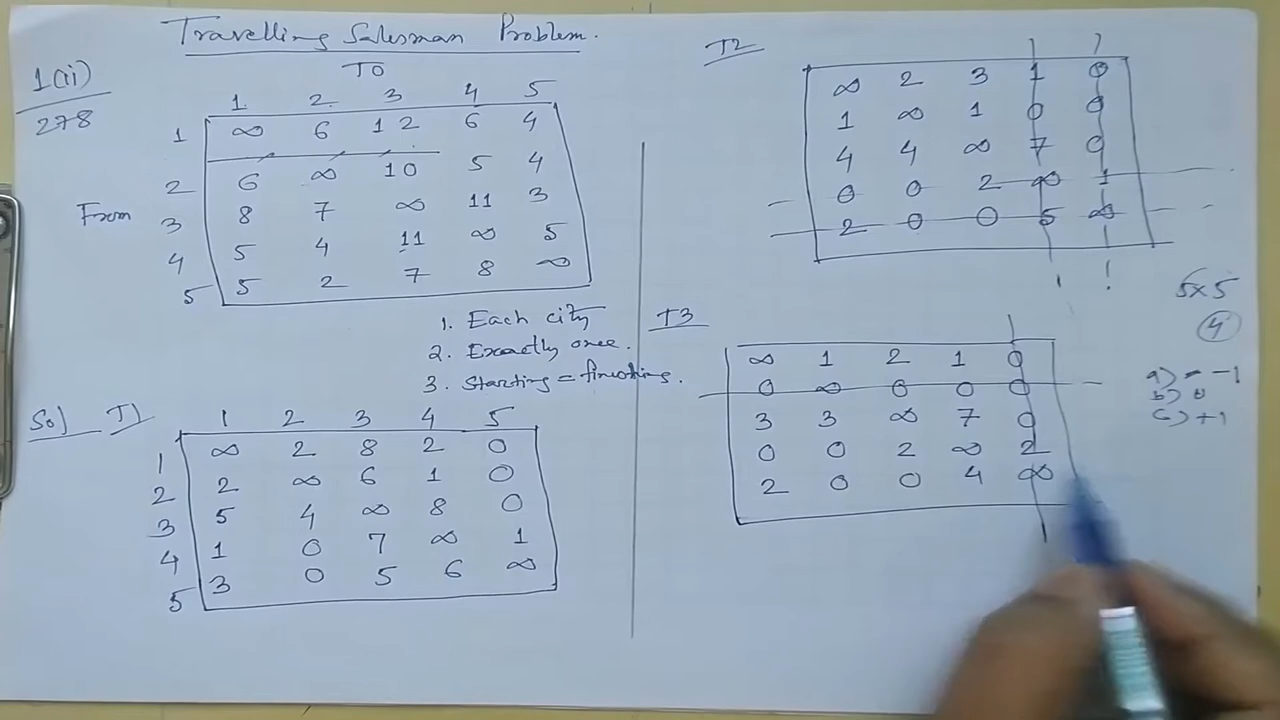 Travelling Salesman Problem.
1(ii)
278
TO
1. 2. 3 4 5
1 ∞ 6 12 6 4
2 6 ∞ 10 5 4
From
3 8 7 ∞ 11 3
4 5 4 11 ∞ 5
5 5 2 7 8 ∞
1. Each city
2. Exactly once.
3. Starting = finishing.
Sol T1
1 2 3 4 5
1 ∞ 2 8 2 0
2 2 ∞ 6 1 0
3 5 4 ∞ 8 0
4 1 0 7 ∞ 1
5 3 0 5 6 ∞
T2
∞ 2 3 1 0
1 ∞ 1 0 0
4 4 ∞ 7 0
0 0 2 ∞ 1
2 0 0 5 ∞
5×5
4
a) = -1
b) 0
c) +1
T3
∞ 1 2 1 0
0 ∞ 0 0 0
3 3 ∞ 7 0
0 0 2 ∞ 2
2 0 0 4 ∞